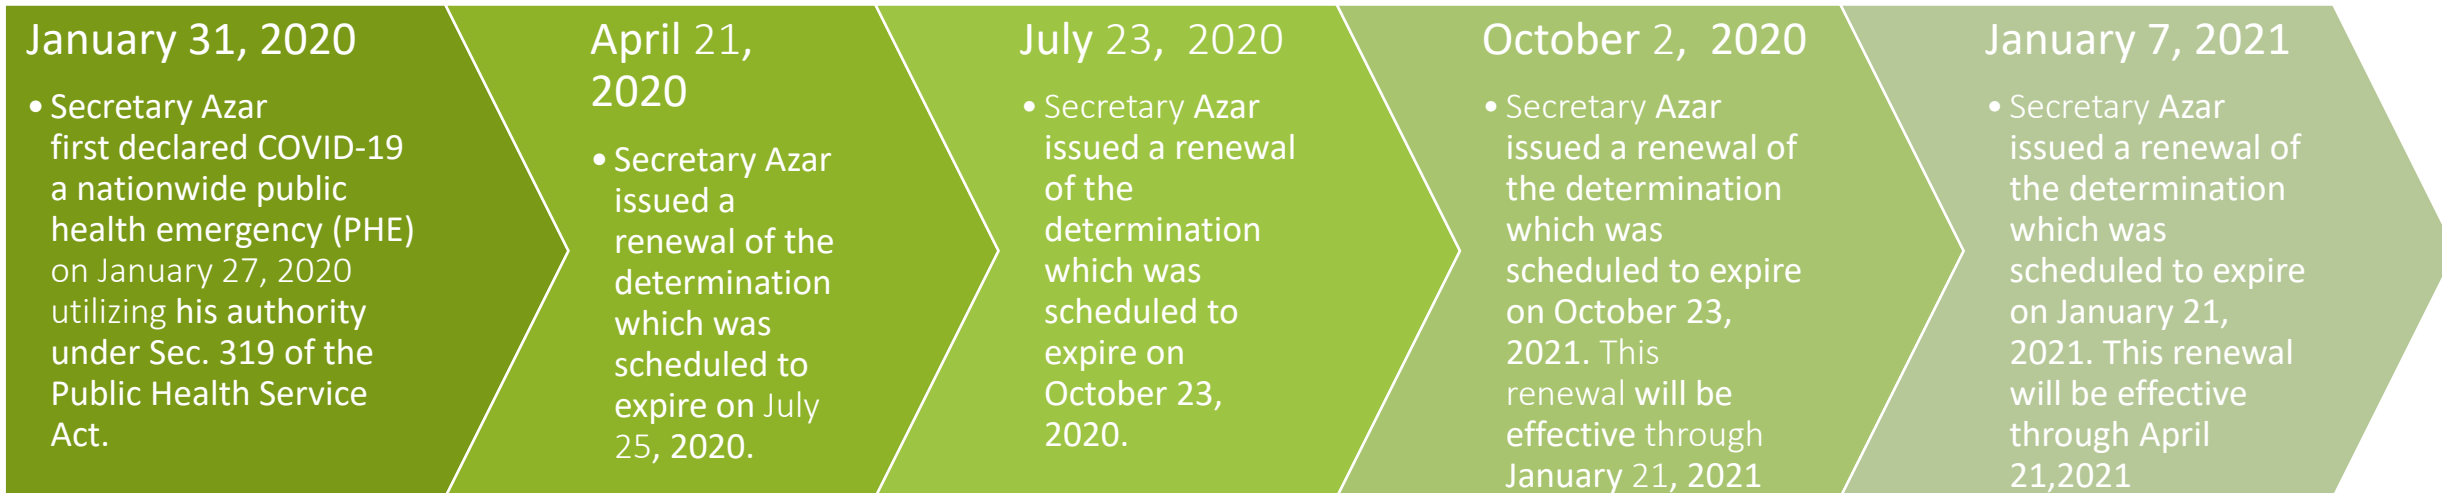 January 31, 2020
• Secretary Azar
first declared COVID-19
a nationwide public
health emergency (PHE)
on January 27, 2020
utilizing his authority
under Sec. 319 of the
Public Health Service
Act.
April 21,
2020
• Secretary Azar
issued a
renewal of the
determination
which was
scheduled to
expire on July
25, 2020.
July 23, 2020
• Secretary Azar
issued a renewal
of the
determination
which was
scheduled to
expire on
October 23,
2020.
October 2, 2020
• Secretary Azar
issued a renewal of
the determination
which was
scheduled to expire
on October 23,
2021. This
renewal will be
effective through
January 21, 2021
January 7, 2021
• Secretary Azar
issued a renewal of
the determination
which was
scheduled to expire
on January 21,
2021. This renewal
will be effective
through April
21,2021